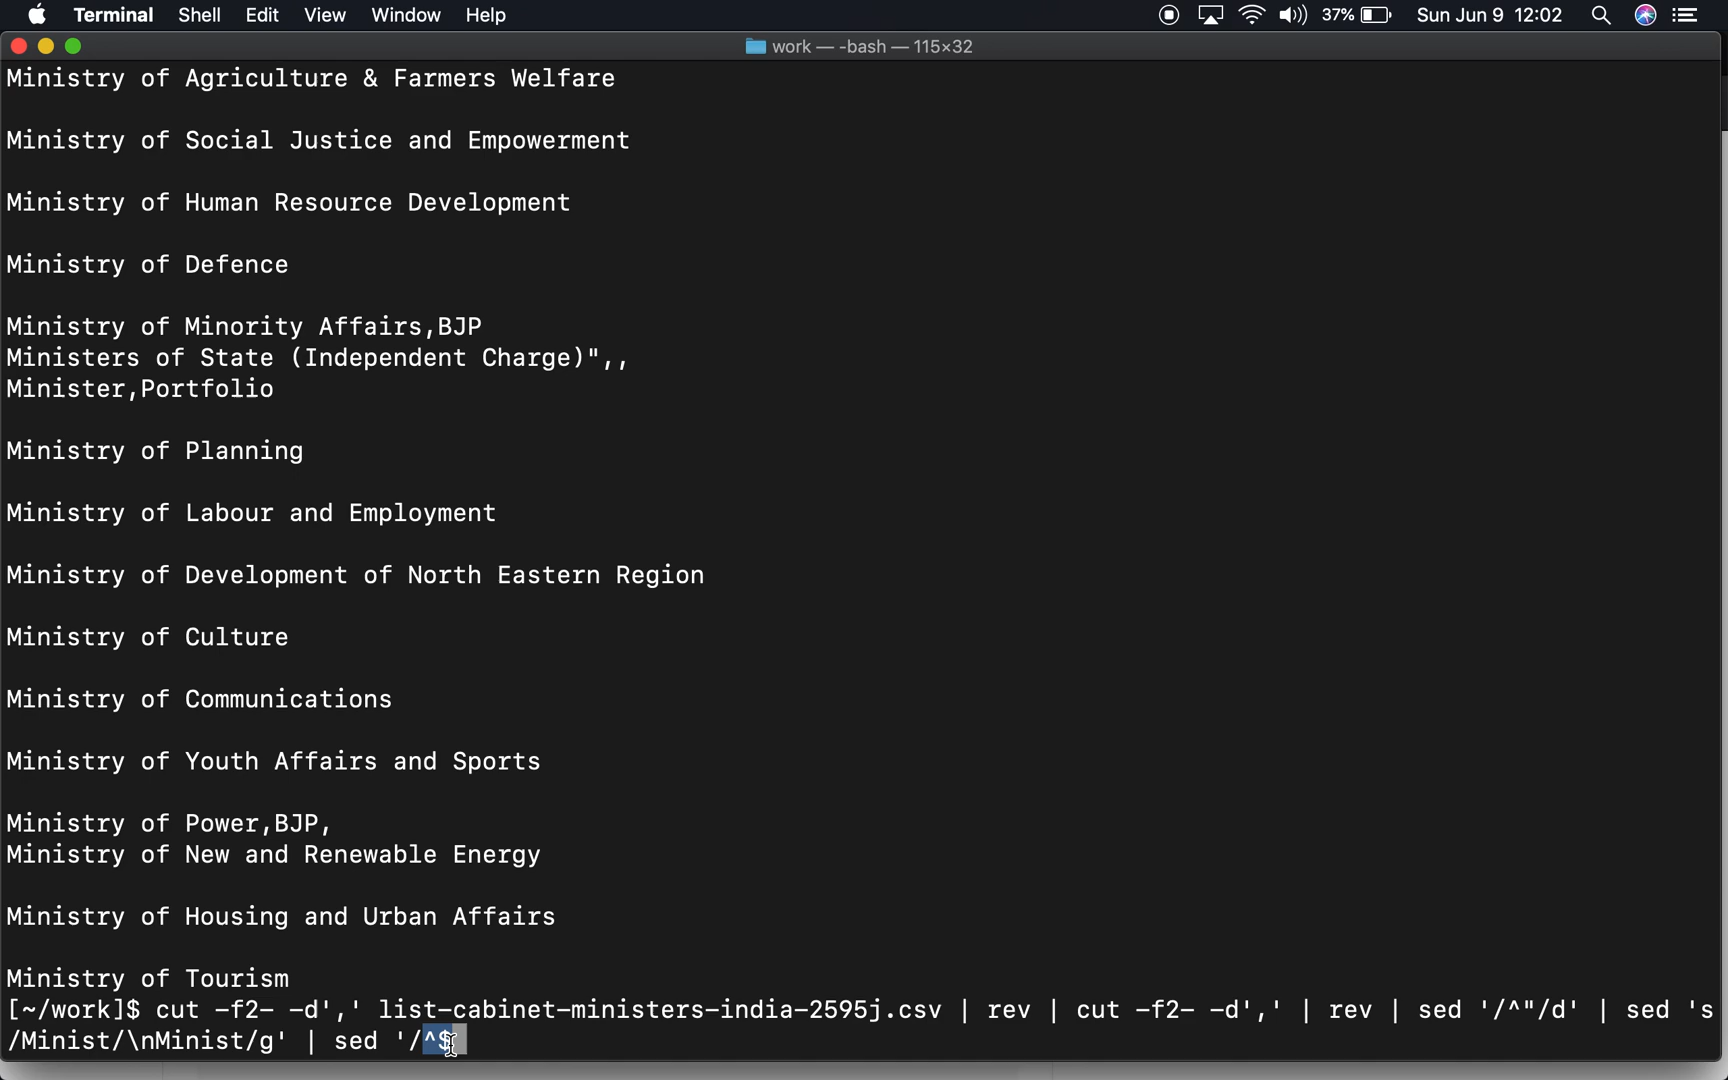 Terminal Shell Edit View Window Help 37% Sun Jun 9 12:02
work — -bash — 115×32
Ministry of Agriculture & Farmers Welfare
Ministry of Social Justice and Empowerment
Ministry of Human Resource Development
Ministry of Defence
Ministry of Minority Affairs,BJP
Ministers of State (Independent Charge)",,
Minister,Portfolio
Ministry of Planning
Ministry of Labour and Employment
Ministry of Development of North Eastern Region
Ministry of Culture
Ministry of Communications
Ministry of Youth Affairs and Sports
Ministry of Power,BJP,
Ministry of New and Renewable Energy
Ministry of Housing and Urban Affairs
Ministry of Tourism
[~/work]$ cut -f2- -d',' list-cabinet-ministers-india-2595j.csv | rev | cut -f2- -d',' | rev | sed '/^"/d' | sed 's
/Minist/\nMinist/g' | sed '/^$